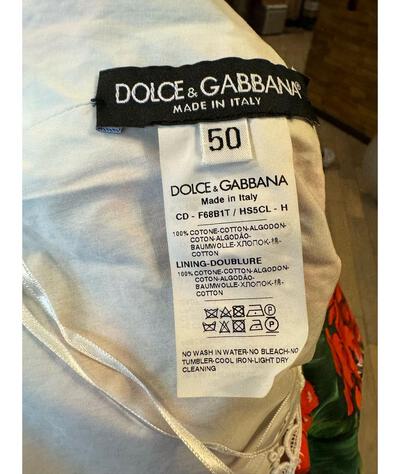 DOLCE & GABBANA®
MADE IN ITALY
50
DOLCE & GABBANA
Made in Italy
CD - F68B1T / HS5CL - H
100% COTONE-COTTON-ALGODON-
COTON-ALGODÃO-
BAUMWOLLE-ХЛОПОК-棉-
COTTON
LINING-DOUBLURE
100% COTONE-COTTON-ALGODON-
COTON-ALGODÃO-
BAUMWOLLE-ХЛОПОК-棉-
COTTON
NO WASH IN WATER-NO BLEACH-NO
TUMBLER-COOL IRON-LIGHT DRY
CLEANING